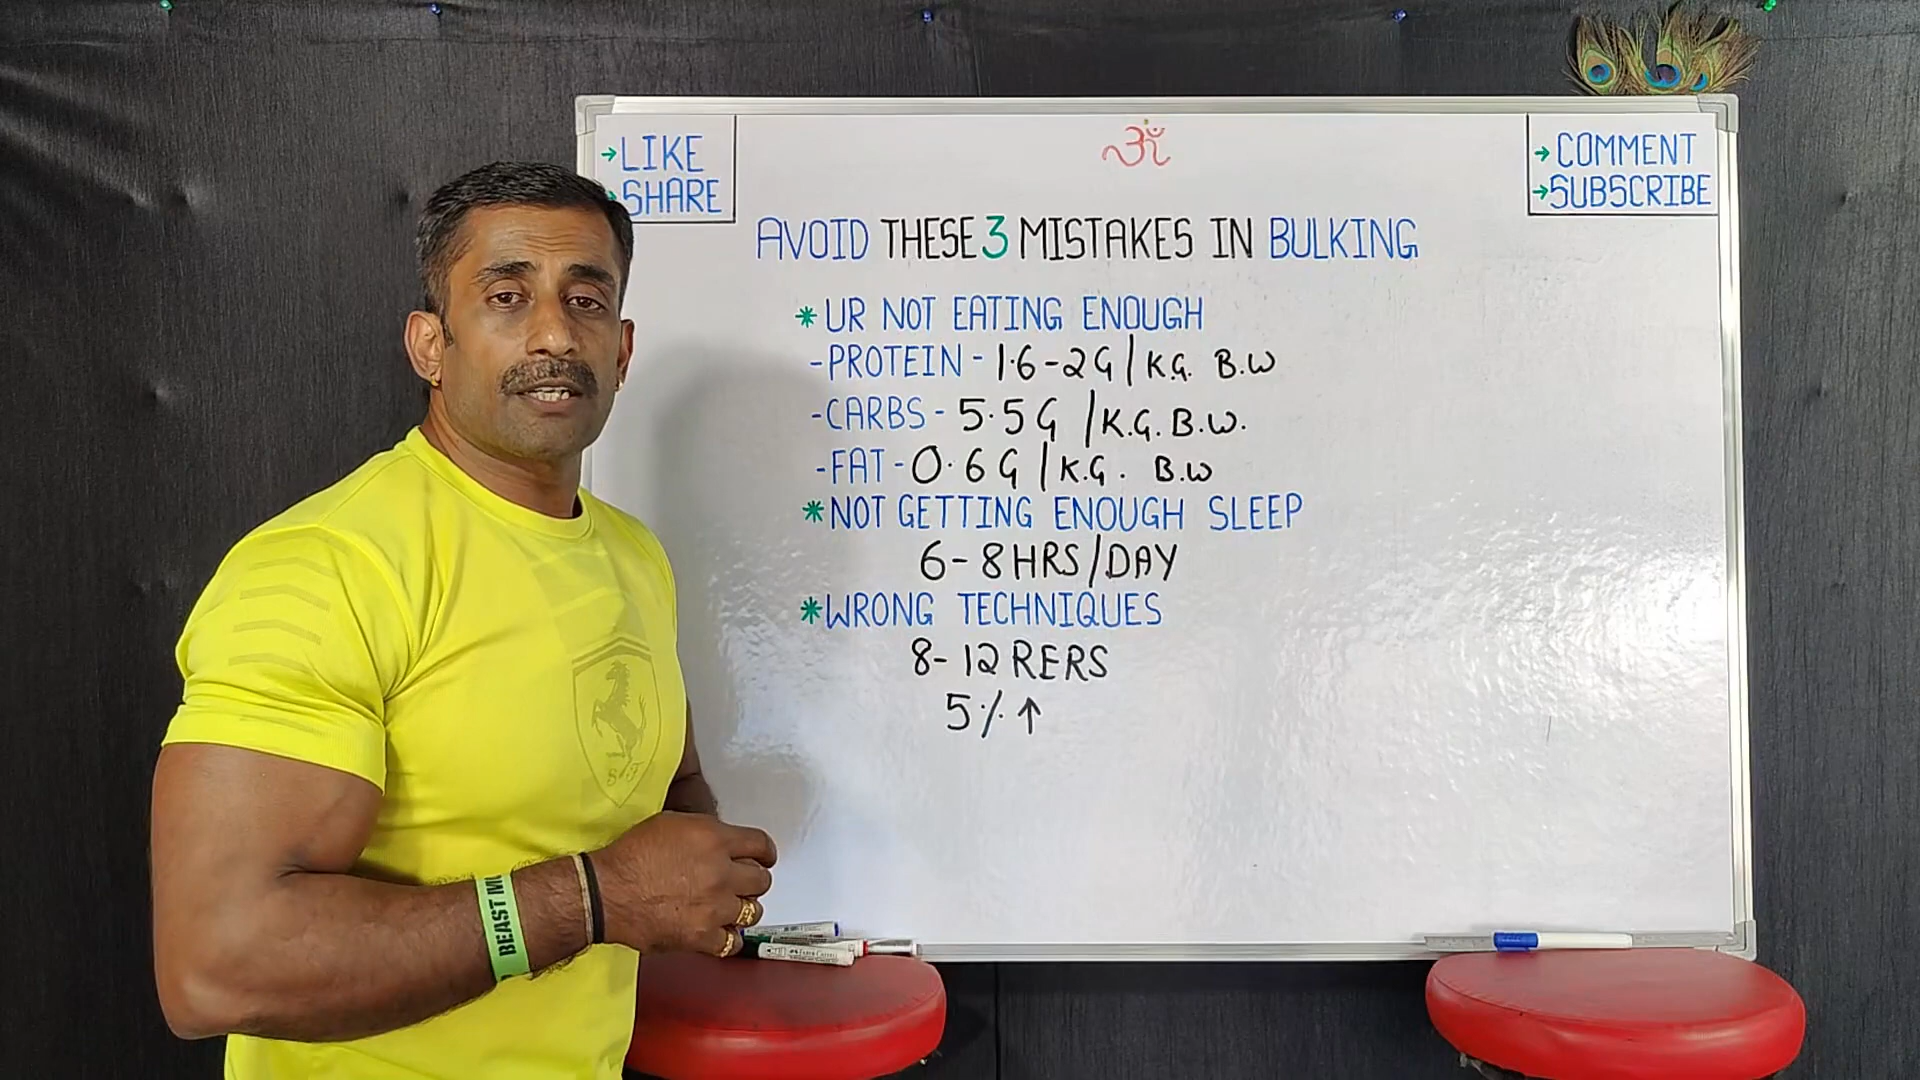 →LIKE
→SHARE
ॐ
→ COMMENT
→SUBSCRIBE
AVOID THESE 3 MISTAKES IN BULKING
*UR NOT EATING ENOUGH
-PROTEIN - 1.6-2G/K.G. B.W
-CARBS - 5.5G /K.G. B.W.
-FAT - 0.6G /K.G. B.W
*NOT GETTING ENOUGH SLEEP
6-8HRS/DAY
*WRONG TECHNIQUES
8-12 RERS
5% ↑
S F
BEAST MO